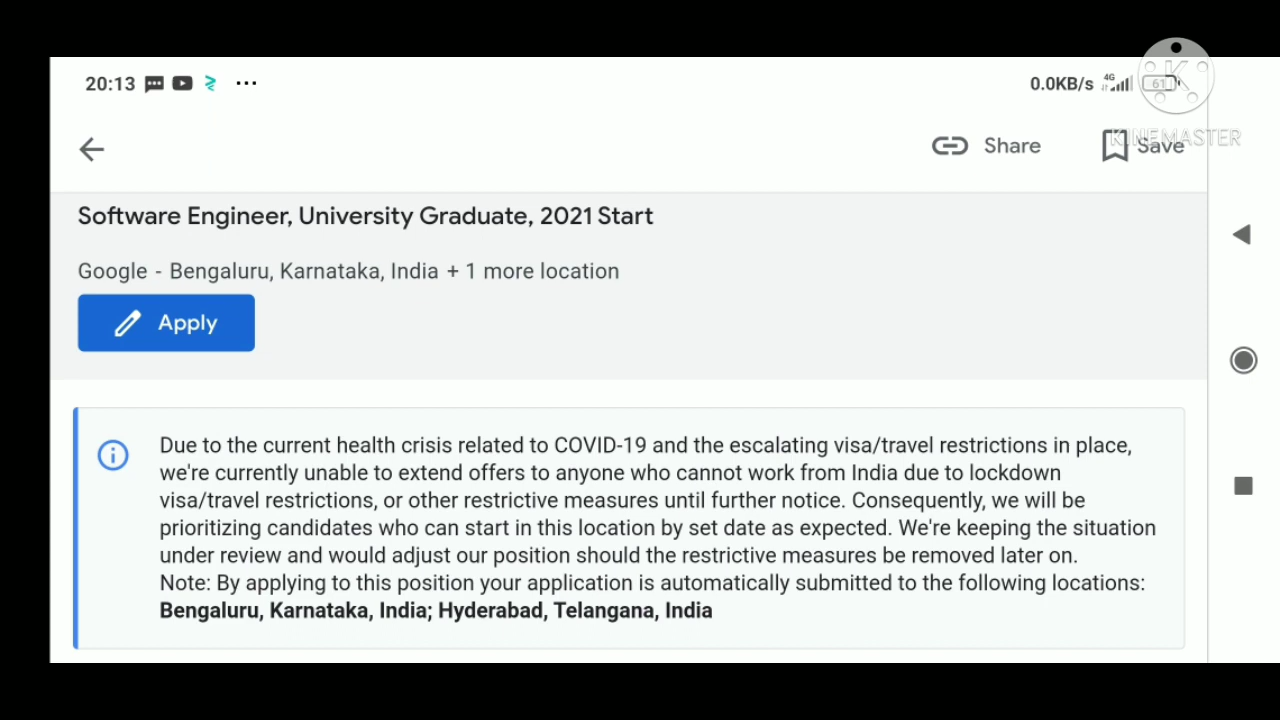 20:13 ... 0.0KB/s 4G 61
Share Save
KINEMASTER
Software Engineer, University Graduate, 2021 Start
Google - Bengaluru, Karnataka, India + 1 more location
Apply
Due to the current health crisis related to COVID-19 and the escalating visa/travel restrictions in place,
we're currently unable to extend offers to anyone who cannot work from India due to lockdown
visa/travel restrictions, or other restrictive measures until further notice. Consequently, we will be
prioritizing candidates who can start in this location by set date as expected. We're keeping the situation
under review and would adjust our position should the restrictive measures be removed later on.
Note: By applying to this position your application is automatically submitted to the following locations:
Bengaluru, Karnataka, India; Hyderabad, Telangana, India